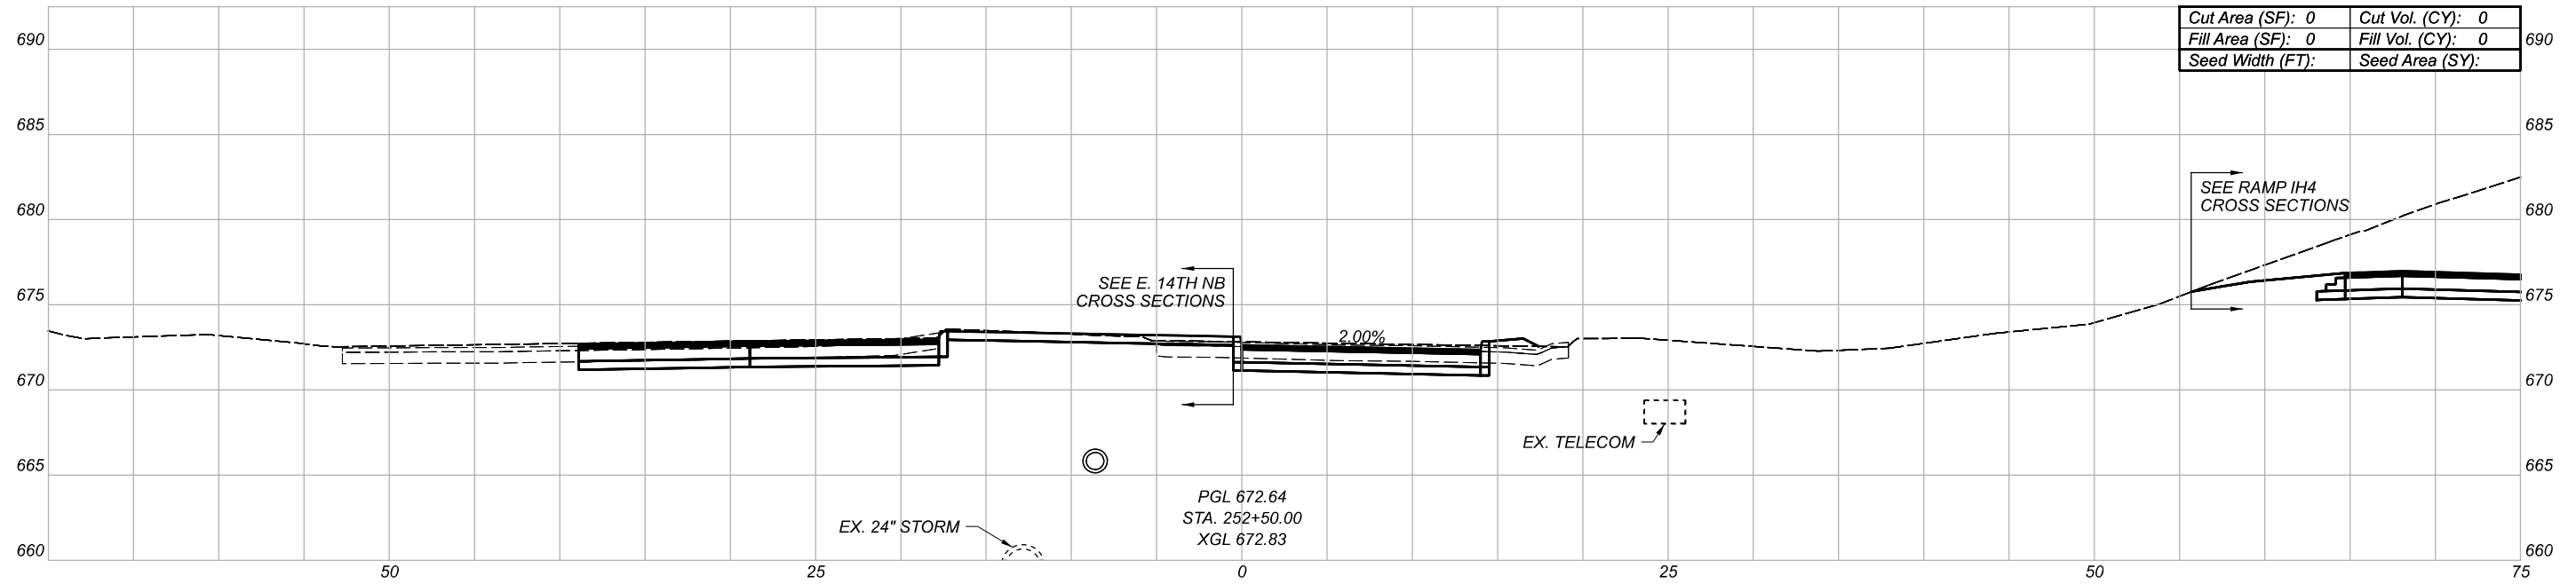 Cut Area (SF): 0 Cut Vol. (CY): 0
Fill Area (SF): 0 Fill Vol. (CY): 0
Seed Width (FT): Seed Area (SY):
690 690
685 685
SEE RAMP IH4
CROSS SECTIONS
680 680
SEE E. 14TH NB
CROSS SECTIONS
675 675
2.00%
670 670
EX. TELECOM
665 665
PGL 672.64
STA. 252+50.00
XGL 672.83
EX. 24" STORM
660 660
50 25 0 25 50 75